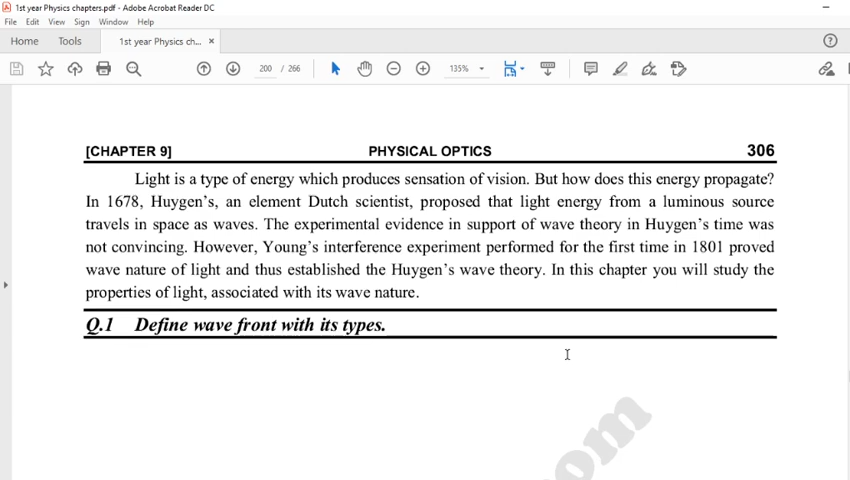 1st year Physics chapters.pdf - Adobe Acrobat Reader DC
File Edit View Sign Window Help
Home Tools 1st year Physics ch... ×
200 / 266 135%
[CHAPTER 9] PHYSICAL OPTICS 306
Light is a type of energy which produces sensation of vision. But how does this energy propagate?
In 1678, Huygen's, an element Dutch scientist, proposed that light energy from a luminous source
travels in space as waves. The experimental evidence in support of wave theory in Huygen's time was
not convincing. However, Young's interference experiment performed for the first time in 1801 proved
wave nature of light and thus established the Huygen's wave theory. In this chapter you will study the
properties of light, associated with its wave nature.
Q.1 Define wave front with its types.
om